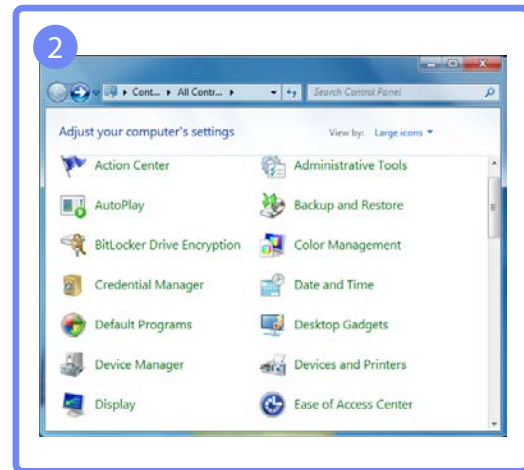 2
Cont... All Contr...
Search Control Panel
Adjust your computer's settings
View by: Large icons
Action Center
Administrative Tools
AutoPlay
Backup and Restore
BitLocker Drive Encryption
Color Management
Credential Manager
Date and Time
Default Programs
Desktop Gadgets
Device Manager
Devices and Printers
Display
Ease of Access Center